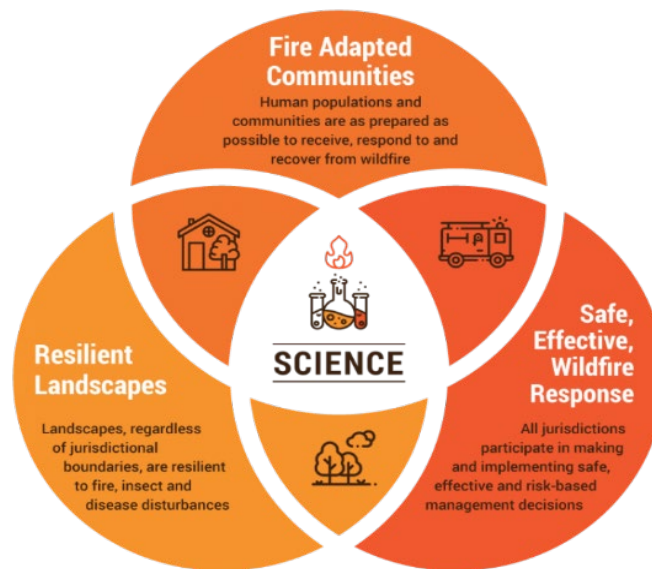 Fire Adapted
Communities
Human populations and
communities are as prepared as
possible to receive, respond to and
recover from wildfire
SCIENCE
Resilient
Landscapes
Landscapes, regardless
of jurisdictional
boundaries, are resilient
to fire, insect and
disease disturbances
Safe,
Effective,
Wildfire
Response
All jurisdictions
participate in making
and implementing safe,
effective and risk-based
management decisions